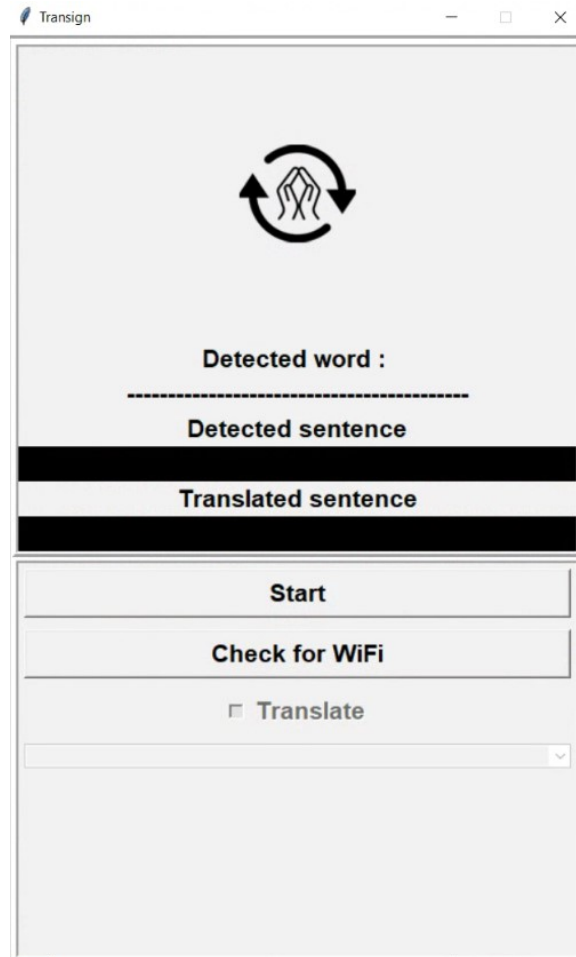 Transign
Detected word :
------------------------------------------
Detected sentence
Translated sentence
Start
Check for WiFi
Translate